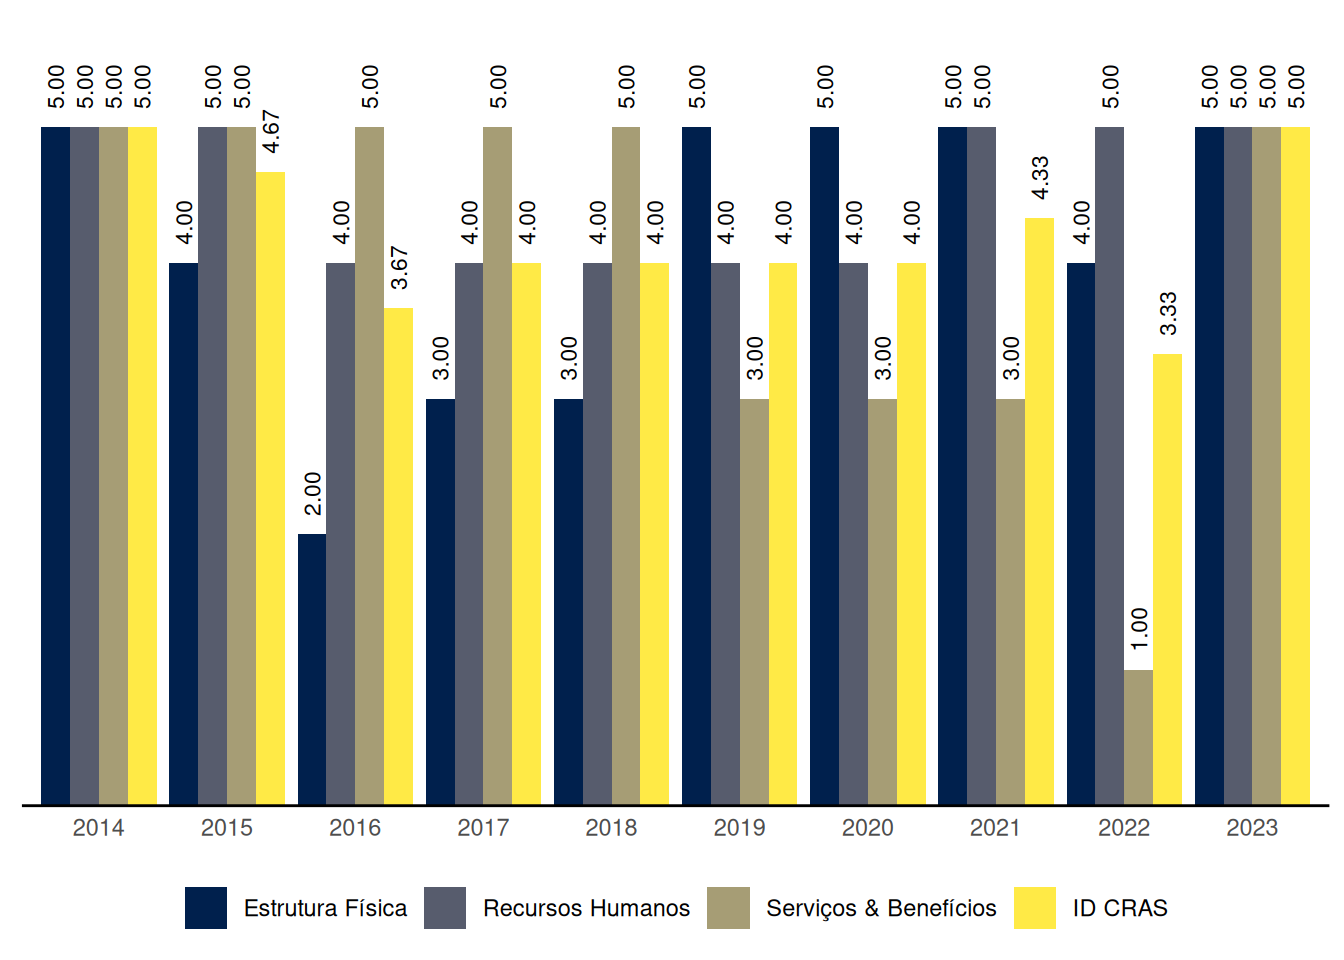 5.00 5.00 5.00 5.00 4.00 5.00 5.00 4.67 2.00 4.00 5.00 3.67 3.00 4.00 5.00 4.00 3.00 4.00 5.00 4.00 5.00 4.00 3.00 4.00 5.00 4.00 3.00 4.00 5.00 5.00 3.00 4.33 4.00 5.00 1.00 3.33 5.00 5.00 5.00 5.00
2014 2015 2016 2017 2018 2019 2020 2021 2022 2023
Estrutura Física Recursos Humanos Serviços & Benefícios ID CRAS